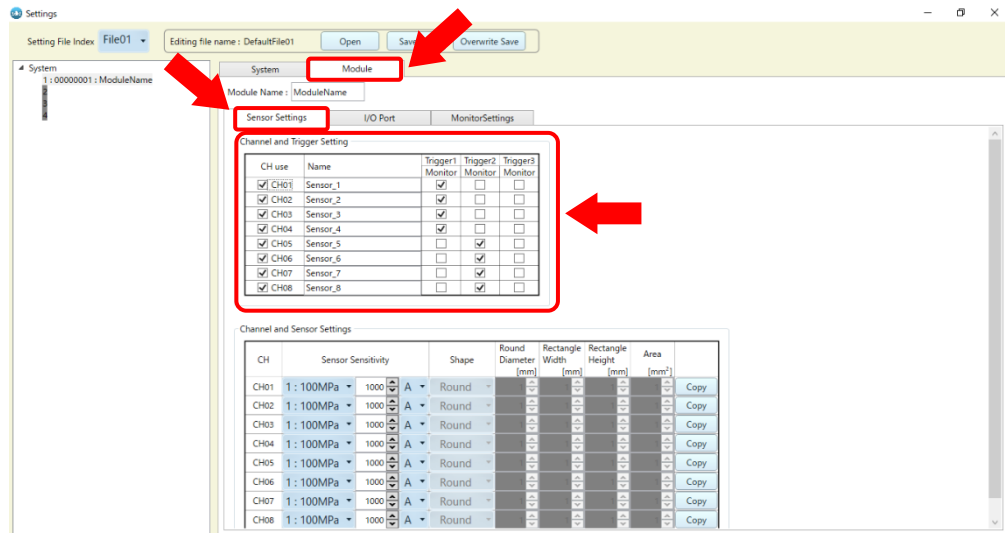 Settings
Setting File Index File01 Editing file name : DefaultFile01 Open Save Overwrite Save
System
1 : 00000001 : ModuleName
2
3
4
System Module
Module Name : ModuleName
Sensor Settings I/O Port MonitorSettings
Channel and Trigger Setting
CH use Name Trigger1 Monitor Trigger2 Monitor Trigger3 Monitor
CH01 Sensor_1
CH02 Sensor_2
CH03 Sensor_3
CH04 Sensor_4
CH05 Sensor_5
CH06 Sensor_6
CH07 Sensor_7
CH08 Sensor_8
Channel and Sensor Settings
CH Sensor Sensitivity Shape Round Diameter [mm] Rectangle Width [mm] Rectangle Height [mm] Area [mm²]
CH01 1 : 100MPa 1000 A Round Copy
CH02 1 : 100MPa 1000 A Round Copy
CH03 1 : 100MPa 1000 A Round Copy
CH04 1 : 100MPa 1000 A Round Copy
CH05 1 : 100MPa 1000 A Round Copy
CH06 1 : 100MPa 1000 A Round Copy
CH07 1 : 100MPa 1000 A Round Copy
CH08 1 : 100MPa 1000 A Round Copy